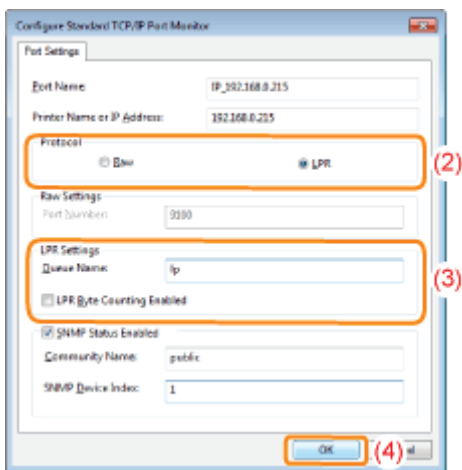 Configure Standard TCP/IP Port Monitor
Port Settings
Port Name: IP_192.168.0.215
Printer Name or IP Address: 192.168.0.215
Protocol
Raw LPR (2)
Raw Settings
Port Number: 9100
LPR Settings
Queue Name: lp
(3)
LPR Byte Counting Enabled
SNMP Status Enabled
Community Name: public
SNMP Device Index: 1
OK (4)